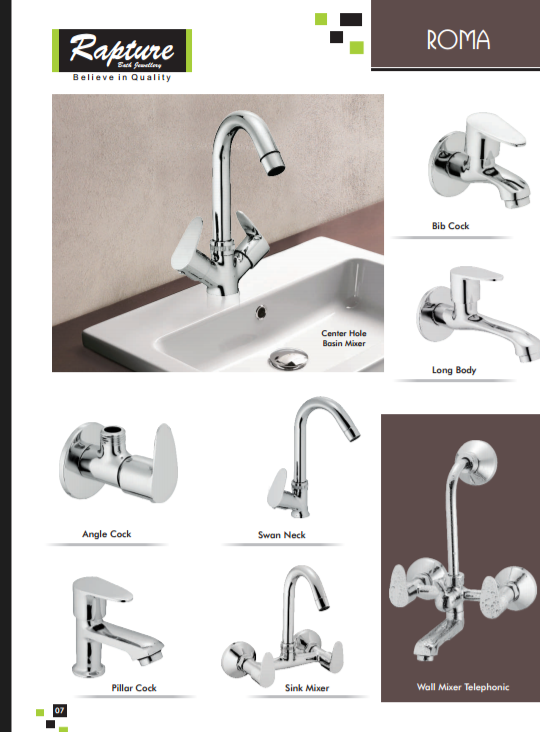 Rapture
Bath Jewellery
Believe in Quality
ROMA
Bib Cock
Center Hole
Basin Mixer
Long Body
Angle Cock
Swan Neck
Pillar Cock
Sink Mixer
Wall Mixer Telephonic
07